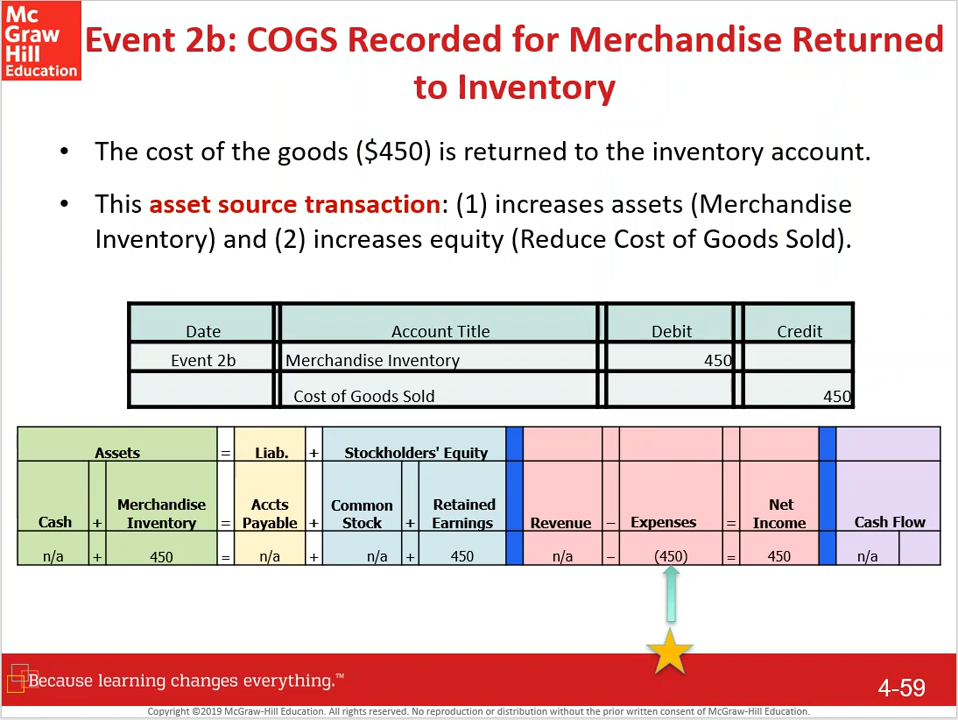 Mc
Graw
Hill
Education
Event 2b: COGS Recorded for Merchandise Returned
to Inventory
• The cost of the goods ($450) is returned to the inventory account.
• This asset source transaction: (1) increases assets (Merchandise
Inventory) and (2) increases equity (Reduce Cost of Goods Sold).
Date Account Title Debit Credit
Event 2b Merchandise Inventory 450
Cost of Goods Sold 450
Assets = Liab. + Stockholders' Equity
Cash + Merchandise Inventory = Accts Payable + Common Stock + Retained Earnings Revenue – Expenses = Net Income Cash Flow
n/a + 450 = n/a + n/a + 450 n/a – (450) = 450 n/a
Because learning changes everything.™
4-59
Copyright ©2019 McGraw-Hill Education. All rights reserved. No reproduction or distribution without the prior written consent of McGraw-Hill Education.